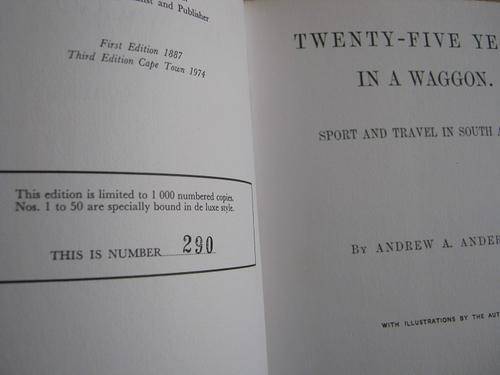 and Publisher
First Edition 1887
Third Edition Cape Town 1974
This edition is limited to 1 000 numbered copies.
Nos. 1 to 50 are specially bound in de luxe style.
THIS IS NUMBER 290
TWENTY-FIVE YE
IN A WAGGON.
SPORT AND TRAVEL IN SOUTH A
By ANDREW A. ANDER
WITH ILLUSTRATIONS BY THE AUT